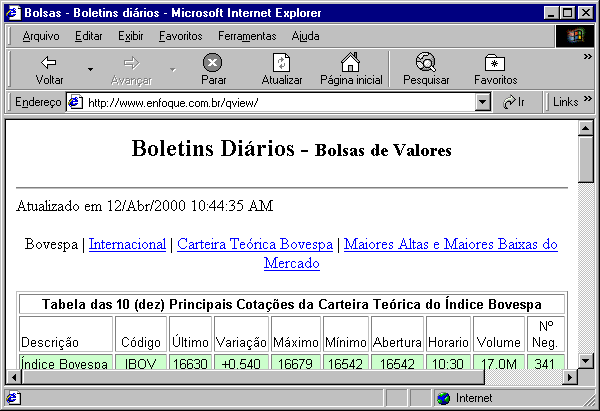 Bolsas - Boletins diários - Microsoft Internet Explorer
Arquivo Editar Exibir Favoritos Ferramentas Ajuda
Voltar Avançar Parar Atualizar Página inicial Pesquisar Favoritos
Endereço http://www.enfoque.com.br/qview/ Ir Links
Boletins Diários - Bolsas de Valores
Atualizado em 12/Abr/2000 10:44:35 AM
Bovespa | Internacional | Carteira Teórica Bovespa | Maiores Altas e Maiores Baixas do
Mercado
Tabela das 10 (dez) Principais Cotações da Carteira Teórica do Índice Bovespa
Descrição Código Último Variação Máximo Mínimo Abertura Horario Volume Nº Neg.
Índice Bovespa IBOV 16630 +0.540 16679 16542 16542 10:30 17.0M 341
Internet